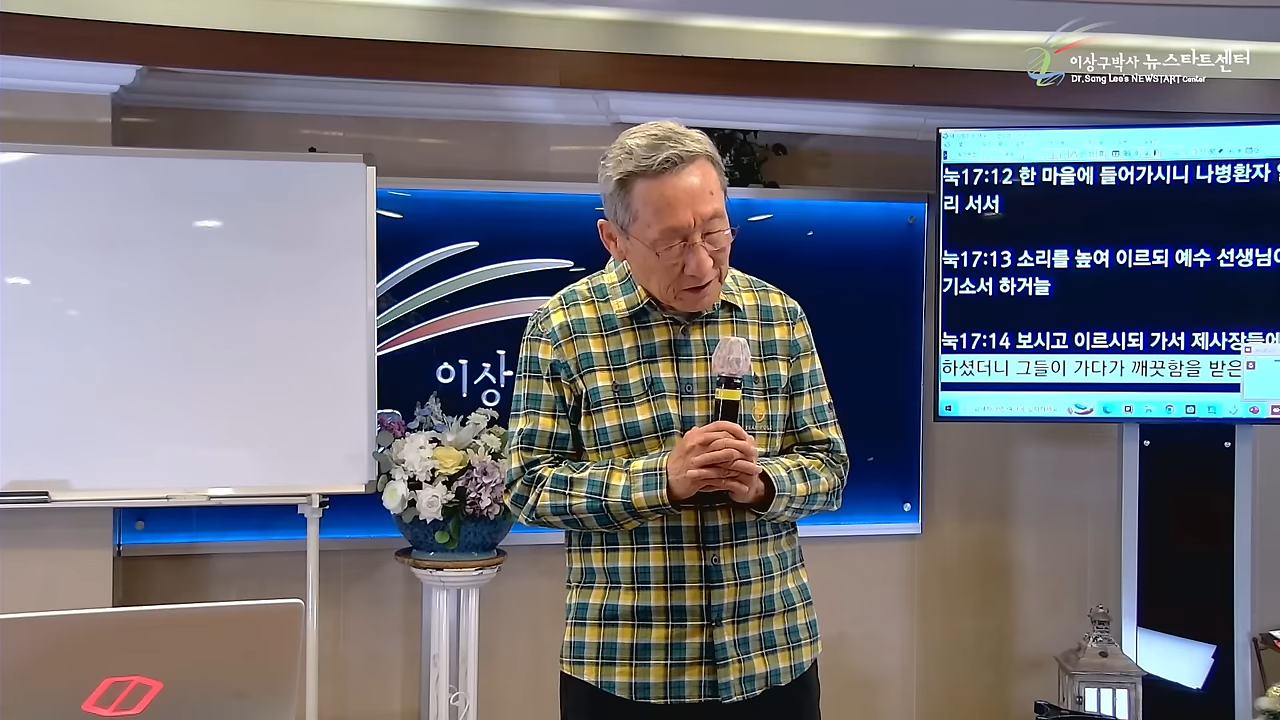 이상구박사 뉴스타트센터
Dr. Sang Lee's NEWSTART Center
이상
눅17:12 한 마을에 들어가시니 나병환자
리 서서
눅17:13 소리를 높여 이르되 예수 선생님
기소서 하거늘
눅17:14 보시고 이르시되 가서 제사장들에
하셨더니 그들이 가다가 깨끗함을 받은